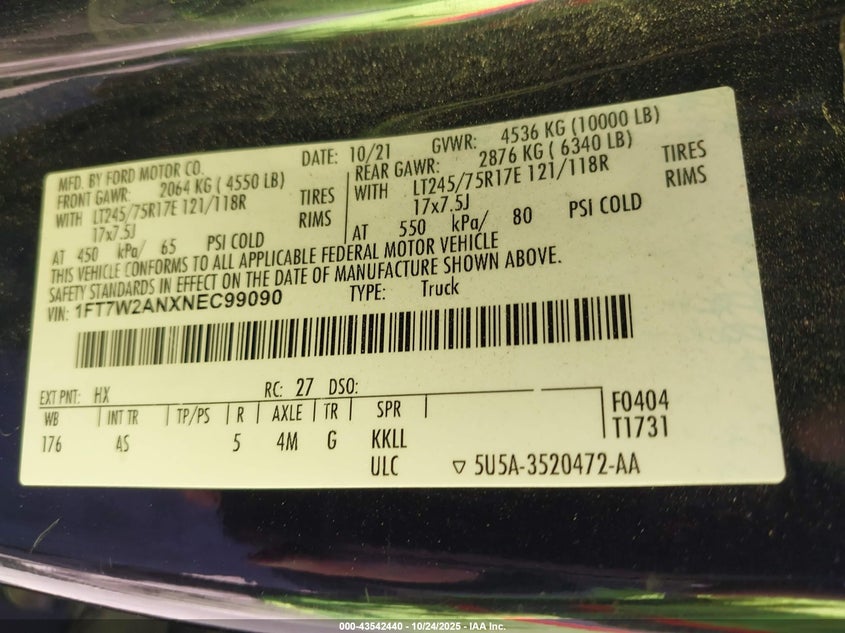 MFD. BY FORD MOTOR CO.
DATE: 10/21
GVWR: 4536 KG (10000 LB)
FRONT GAWR: 2064 KG ( 4550 LB)
WITH LT245/75R17E 121/118R TIRES
17x7.5J RIMS
AT 450 kPa/ 65 PSI COLD
REAR GAWR: 2876 KG ( 6340 LB)
WITH LT245/75R17E 121/118R TIRES
17x7.5J RIMS
AT 550 kPa/ 80 PSI COLD
THIS VEHICLE CONFORMS TO ALL APPLICABLE FEDERAL MOTOR VEHICLE
SAFETY STANDARDS IN EFFECT ON THE DATE OF MANUFACTURE SHOWN ABOVE.
VIN: 1FT7W2ANXNEC99090 TYPE: Truck
EXT PNT: HX RC: 27 DSO:
WB INT TR TP/PS R AXLE TR SPR
176 AS 5 4M G KKLL
F0404
T1731
ULC ▽ 5U5A-3520472-AA
000-43542440 - 10/24/2025 - IAA Inc.